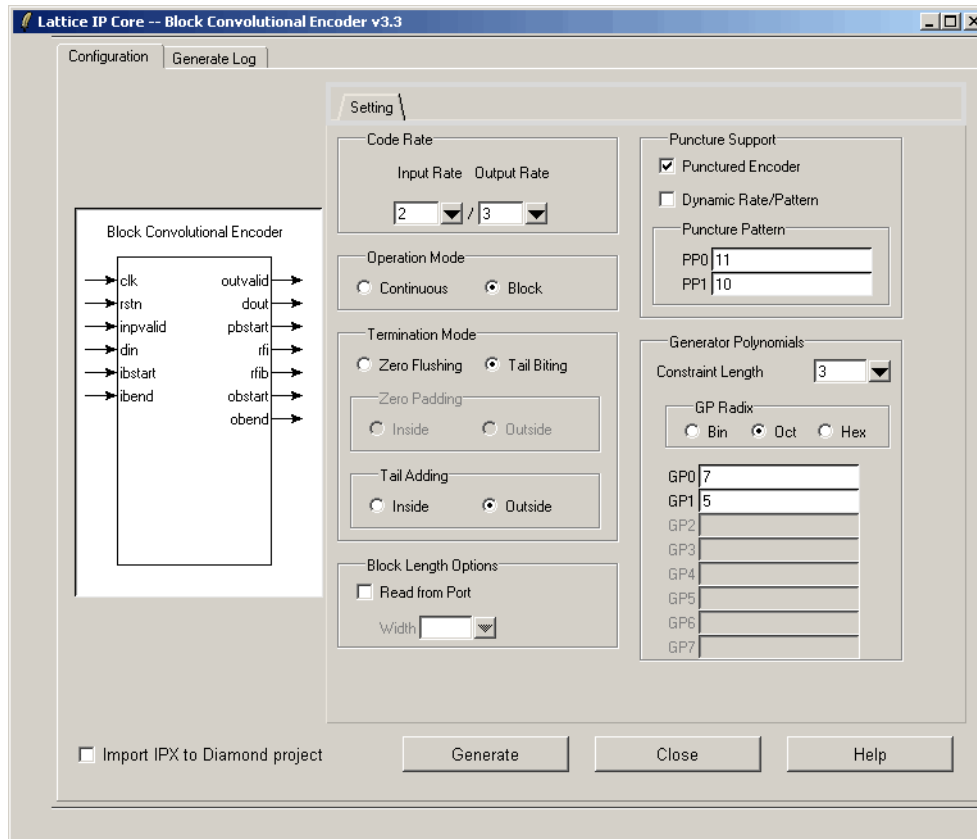 Lattice IP Core -- Block Convolutional Encoder v3.3
Configuration
Generate Log
Block Convolutional Encoder
clk outvalid
rstn dout
inpvalid pbstart
din rfi
ibstart rfib
ibend obstart
obend
Setting
Code Rate
Input Rate Output Rate
2 / 3
Operation Mode
Continuous Block
Termination Mode
Zero Flushing Tail Biting
Zero Padding
Inside Outside
Tail Adding
Inside Outside
Block Length Options
Read from Port
Width
Puncture Support
Punctured Encoder
Dynamic Rate/Pattern
Puncture Pattern
PP0 11
PP1 10
Generator Polynomials
Constraint Length 3
GP Radix
Bin Oct Hex
GP0 7
GP1 5
GP2
GP3
GP4
GP5
GP6
GP7
Import IPX to Diamond project
Generate
Close
Help